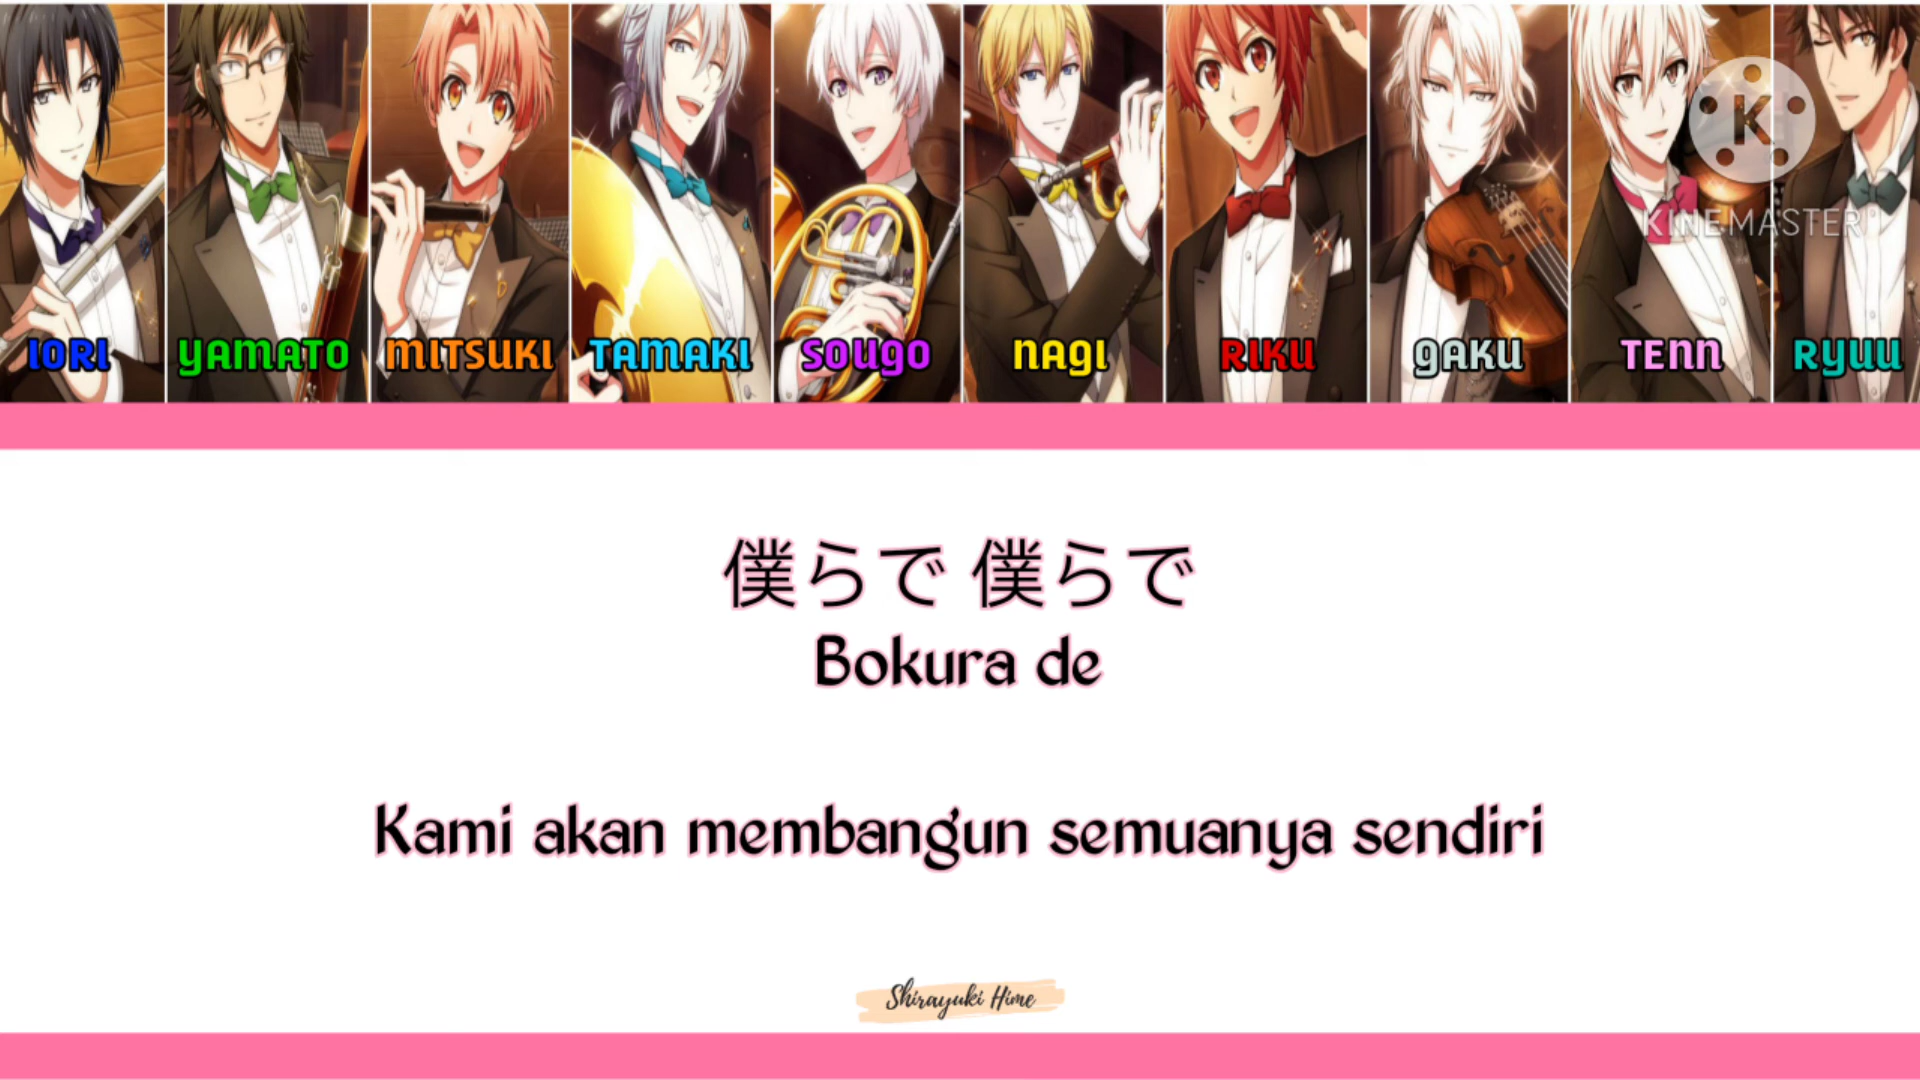 K
KINEMASTER
IORI
YAMATO
MITSUKI
TAMAKI
SOUGO
NAGI
RIKU
GAKU
TENN
RYUU
僕らで 僕らで
Bokura de
Kami akan membangun semuanya sendiri
Shirayuki Hime